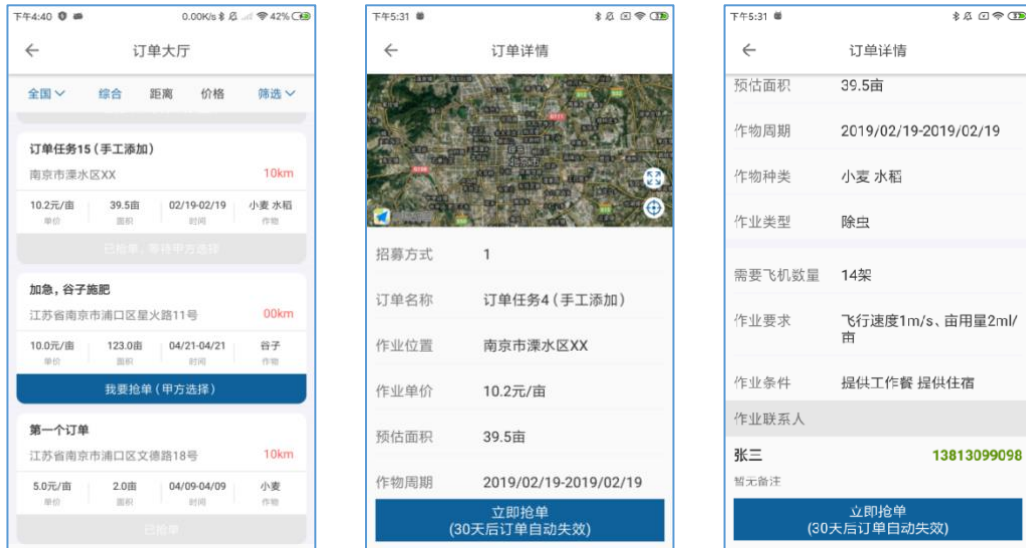 下午4:40
0.00K/s
42%
订单大厅
全国
综合
距离
价格
筛选
订单任务15(手工添加)
南京市溧水区XX
10km
10.2元/亩
39.5亩
02/19-02/19
小麦 水稻
单价
面积
时间
作物
已抢单,等待甲方选择
加急,谷子施肥
江苏省南京市浦口区星火路11号
00km
10.0元/亩
123.0亩
04/21-04/21
谷子
单价
面积
时间
作物
我要抢单(甲方选择)
第一个订单
江苏省南京市浦口区文德路18号
10km
5.0元/亩
2.0亩
04/09-04/09
小麦
单价
面积
时间
作物
已抢单
下午5:31
订单详情
招募方式
1
订单名称
订单任务4(手工添加)
作业位置
南京市溧水区XX
作业单价
10.2元/亩
预估面积
39.5亩
作物周期
2019/02/19-2019/02/19
立即抢单
(30天后订单自动失效)
下午5:31
订单详情
预估面积
39.5亩
作物周期
2019/02/19-2019/02/19
作物种类
小麦 水稻
作业类型
除虫
需要飞机数量
14架
作业要求
飞行速度1m/s、亩用量2ml/
亩
作业条件
提供工作餐 提供住宿
作业联系人
张三
13813099098
暂无备注
立即抢单
(30天后订单自动失效)